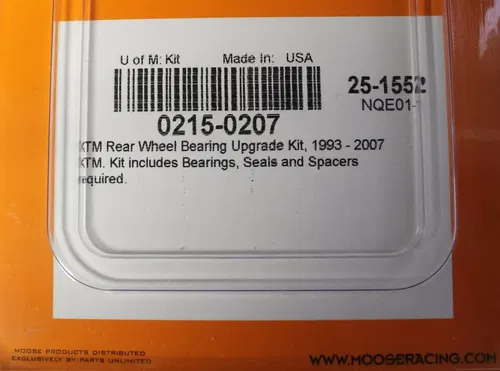 U of M: Kit Made In: USA
25-1552
NQE01-
0215-0207
KTM Rear Wheel Bearing Upgrade Kit, 1993 - 2007
KTM. Kit includes Bearings, Seals and Spacers
required.
MOOSE PRODUCTS DISTRIBUTED
EXCLUSIVELY BY PARTS UNLIMITED
WWW.MOOSERACING.COM